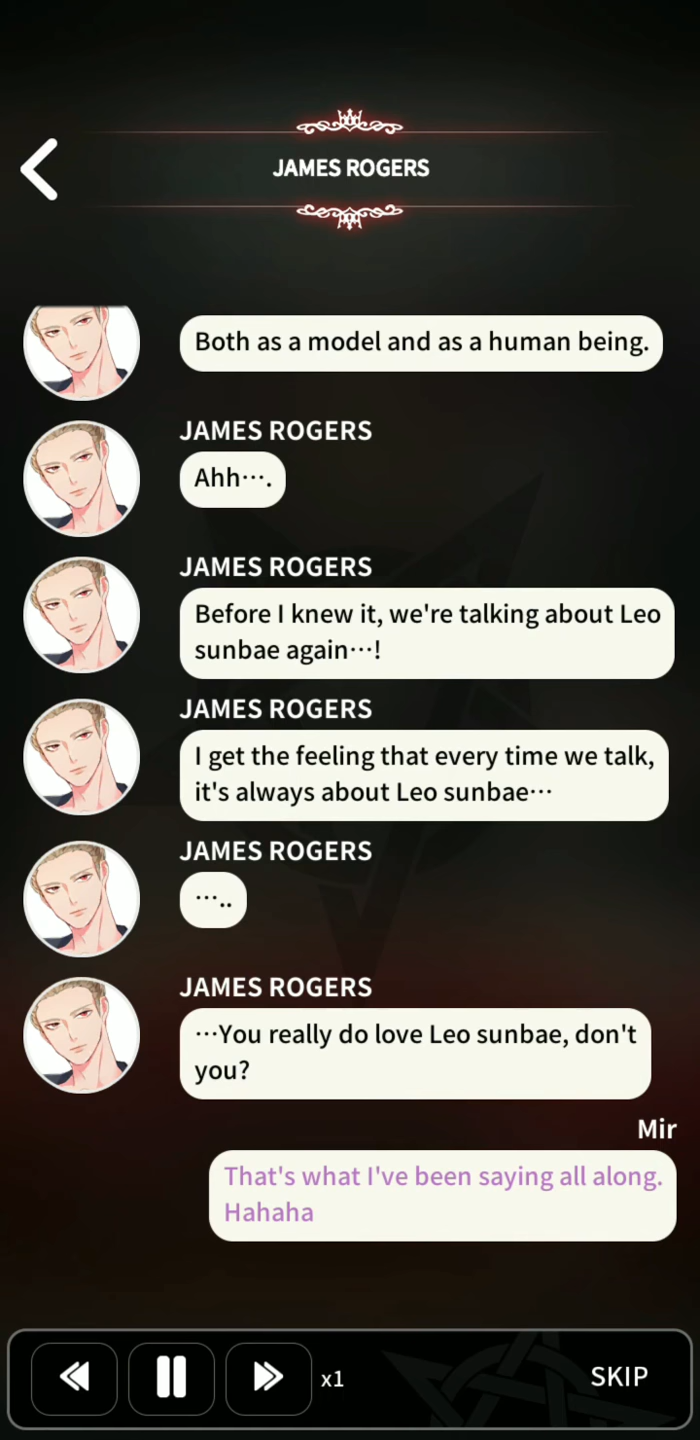 JAMES ROGERS
Both as a model and as a human being.
JAMES ROGERS
Ahh⋯.
JAMES ROGERS
Before I knew it, we're talking about Leo
sunbae again⋯!
JAMES ROGERS
I get the feeling that every time we talk,
it's always about Leo sunbae⋯
JAMES ROGERS
⋯..
JAMES ROGERS
⋯You really do love Leo sunbae, don't
you?
Mir
That's what I've been saying all along.
Hahaha
x1
SKIP